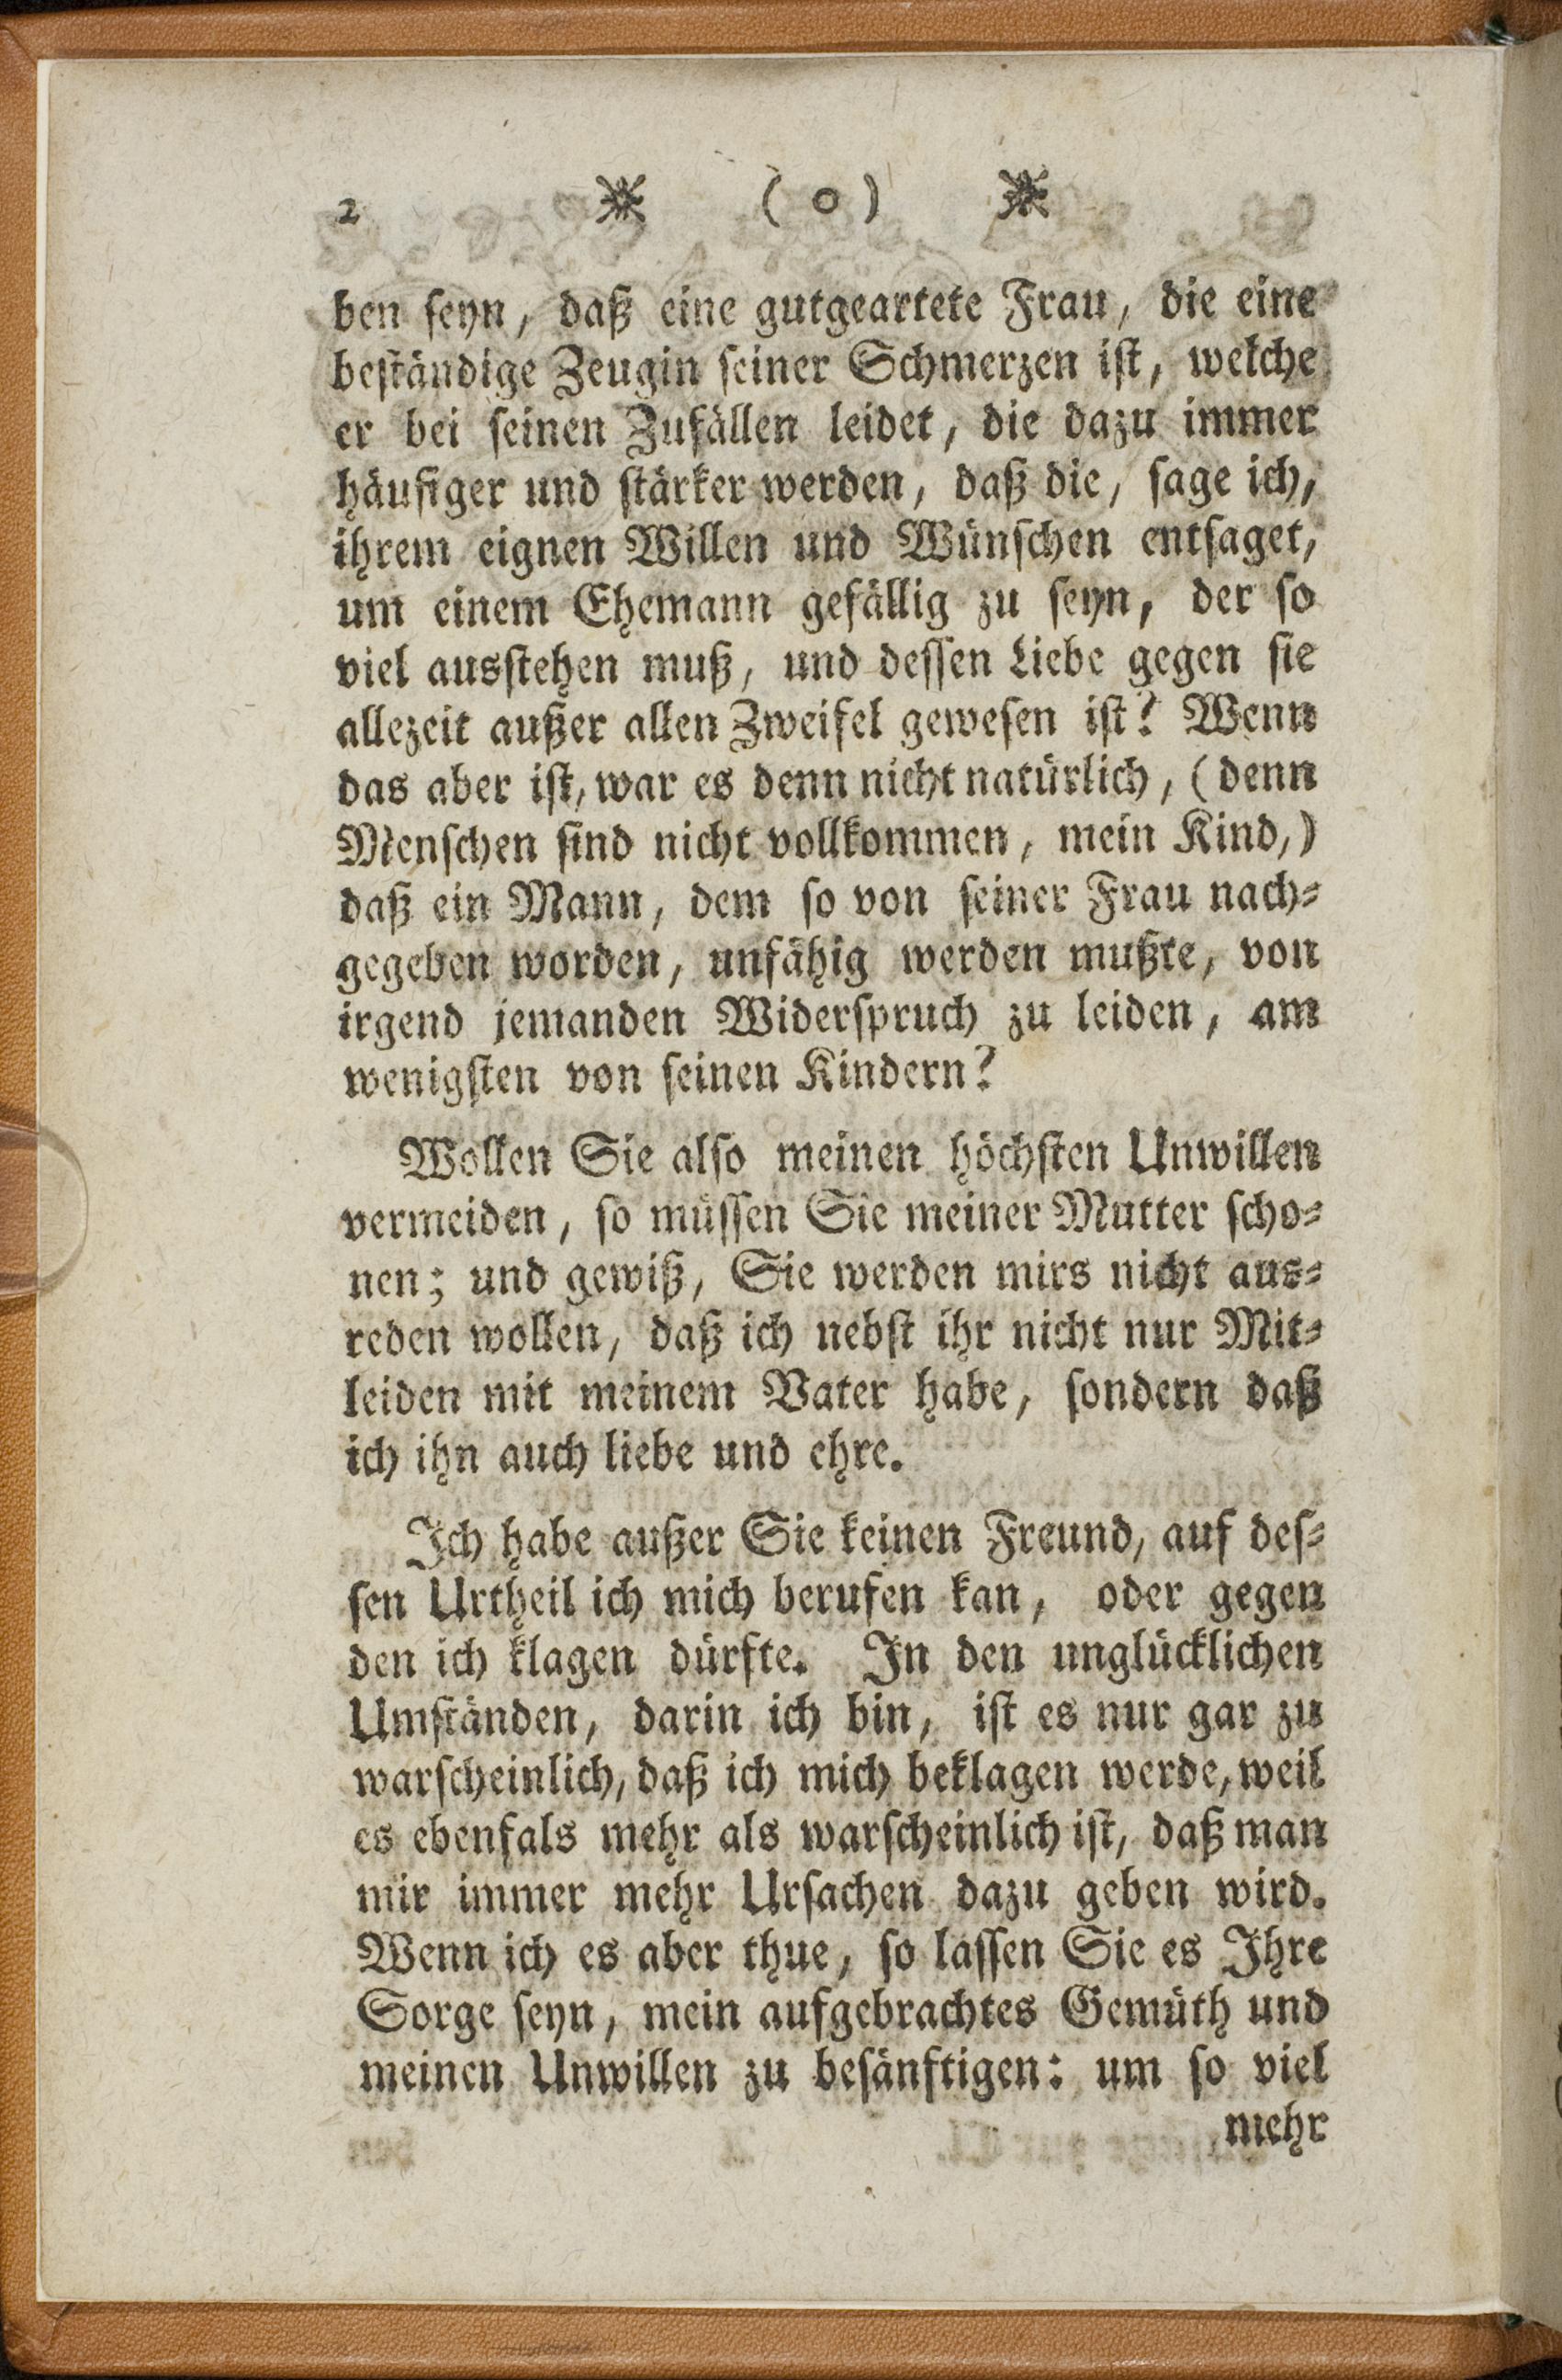 2 ( o )
ben ſeyn, daß eine gutgeartete Frau, die eine
beſtändige Zeugin ſeiner Schmerzen iſt, welche
er bei ſeinen Zufällen leidet, die dazu immer
häufiger und ſtärker werden, daß die, ſage ich,
ihrem eignen Willen und Wünſchen entſaget,
um einem Ehemann gefällig zu ſeyn, der ſo
viel ausſtehen muß, und deſſen Liebe gegen ſie
allezeit außer allen Zweifel geweſen iſt? Wenn
das aber iſt, war es denn nicht natürlich, (denn
Menſchen ſind nicht vollkommen, mein Kind,)
daß ein Mann, dem ſo von ſeiner Frau nach⸗
gegeben worden, unfähig werden mußte, von
irgend jemanden Widerſpruch zu leiden, am
wenigſten von ſeinen Kindern?
Wollen Sie alſo meinen höchſten Unwillen
vermeiden, ſo müſſen Sie meiner Mutter ſcho⸗
nen; und gewiß, Sie werden mirs nicht aus⸗
reden wollen, daß ich nebſt ihr nicht nur Mit⸗
leiden mit meinem Vater habe, ſondern daß
ich ihn auch liebe und ehre.
Ich habe außer Sie keinen Freund, auf deſ⸗
ſen Urtheil ich mich berufen kan, oder gegen
den ich klagen dürfte. In den unglücklichen
Umſtänden, darin ich bin, iſt es nur gar zu
warſcheinlich, daß ich mich beklagen werde, weil
es ebenfals mehr als warſcheinlich iſt, daß man
mir immer mehr Urſachen dazu geben wird.
Wenn ich es aber thue, ſo laſſen Sie es Ihre
Sorge ſeyn, mein aufgebrachtes Gemüth und
meinen Unwillen zu beſänftigen: um ſo viel
mehr